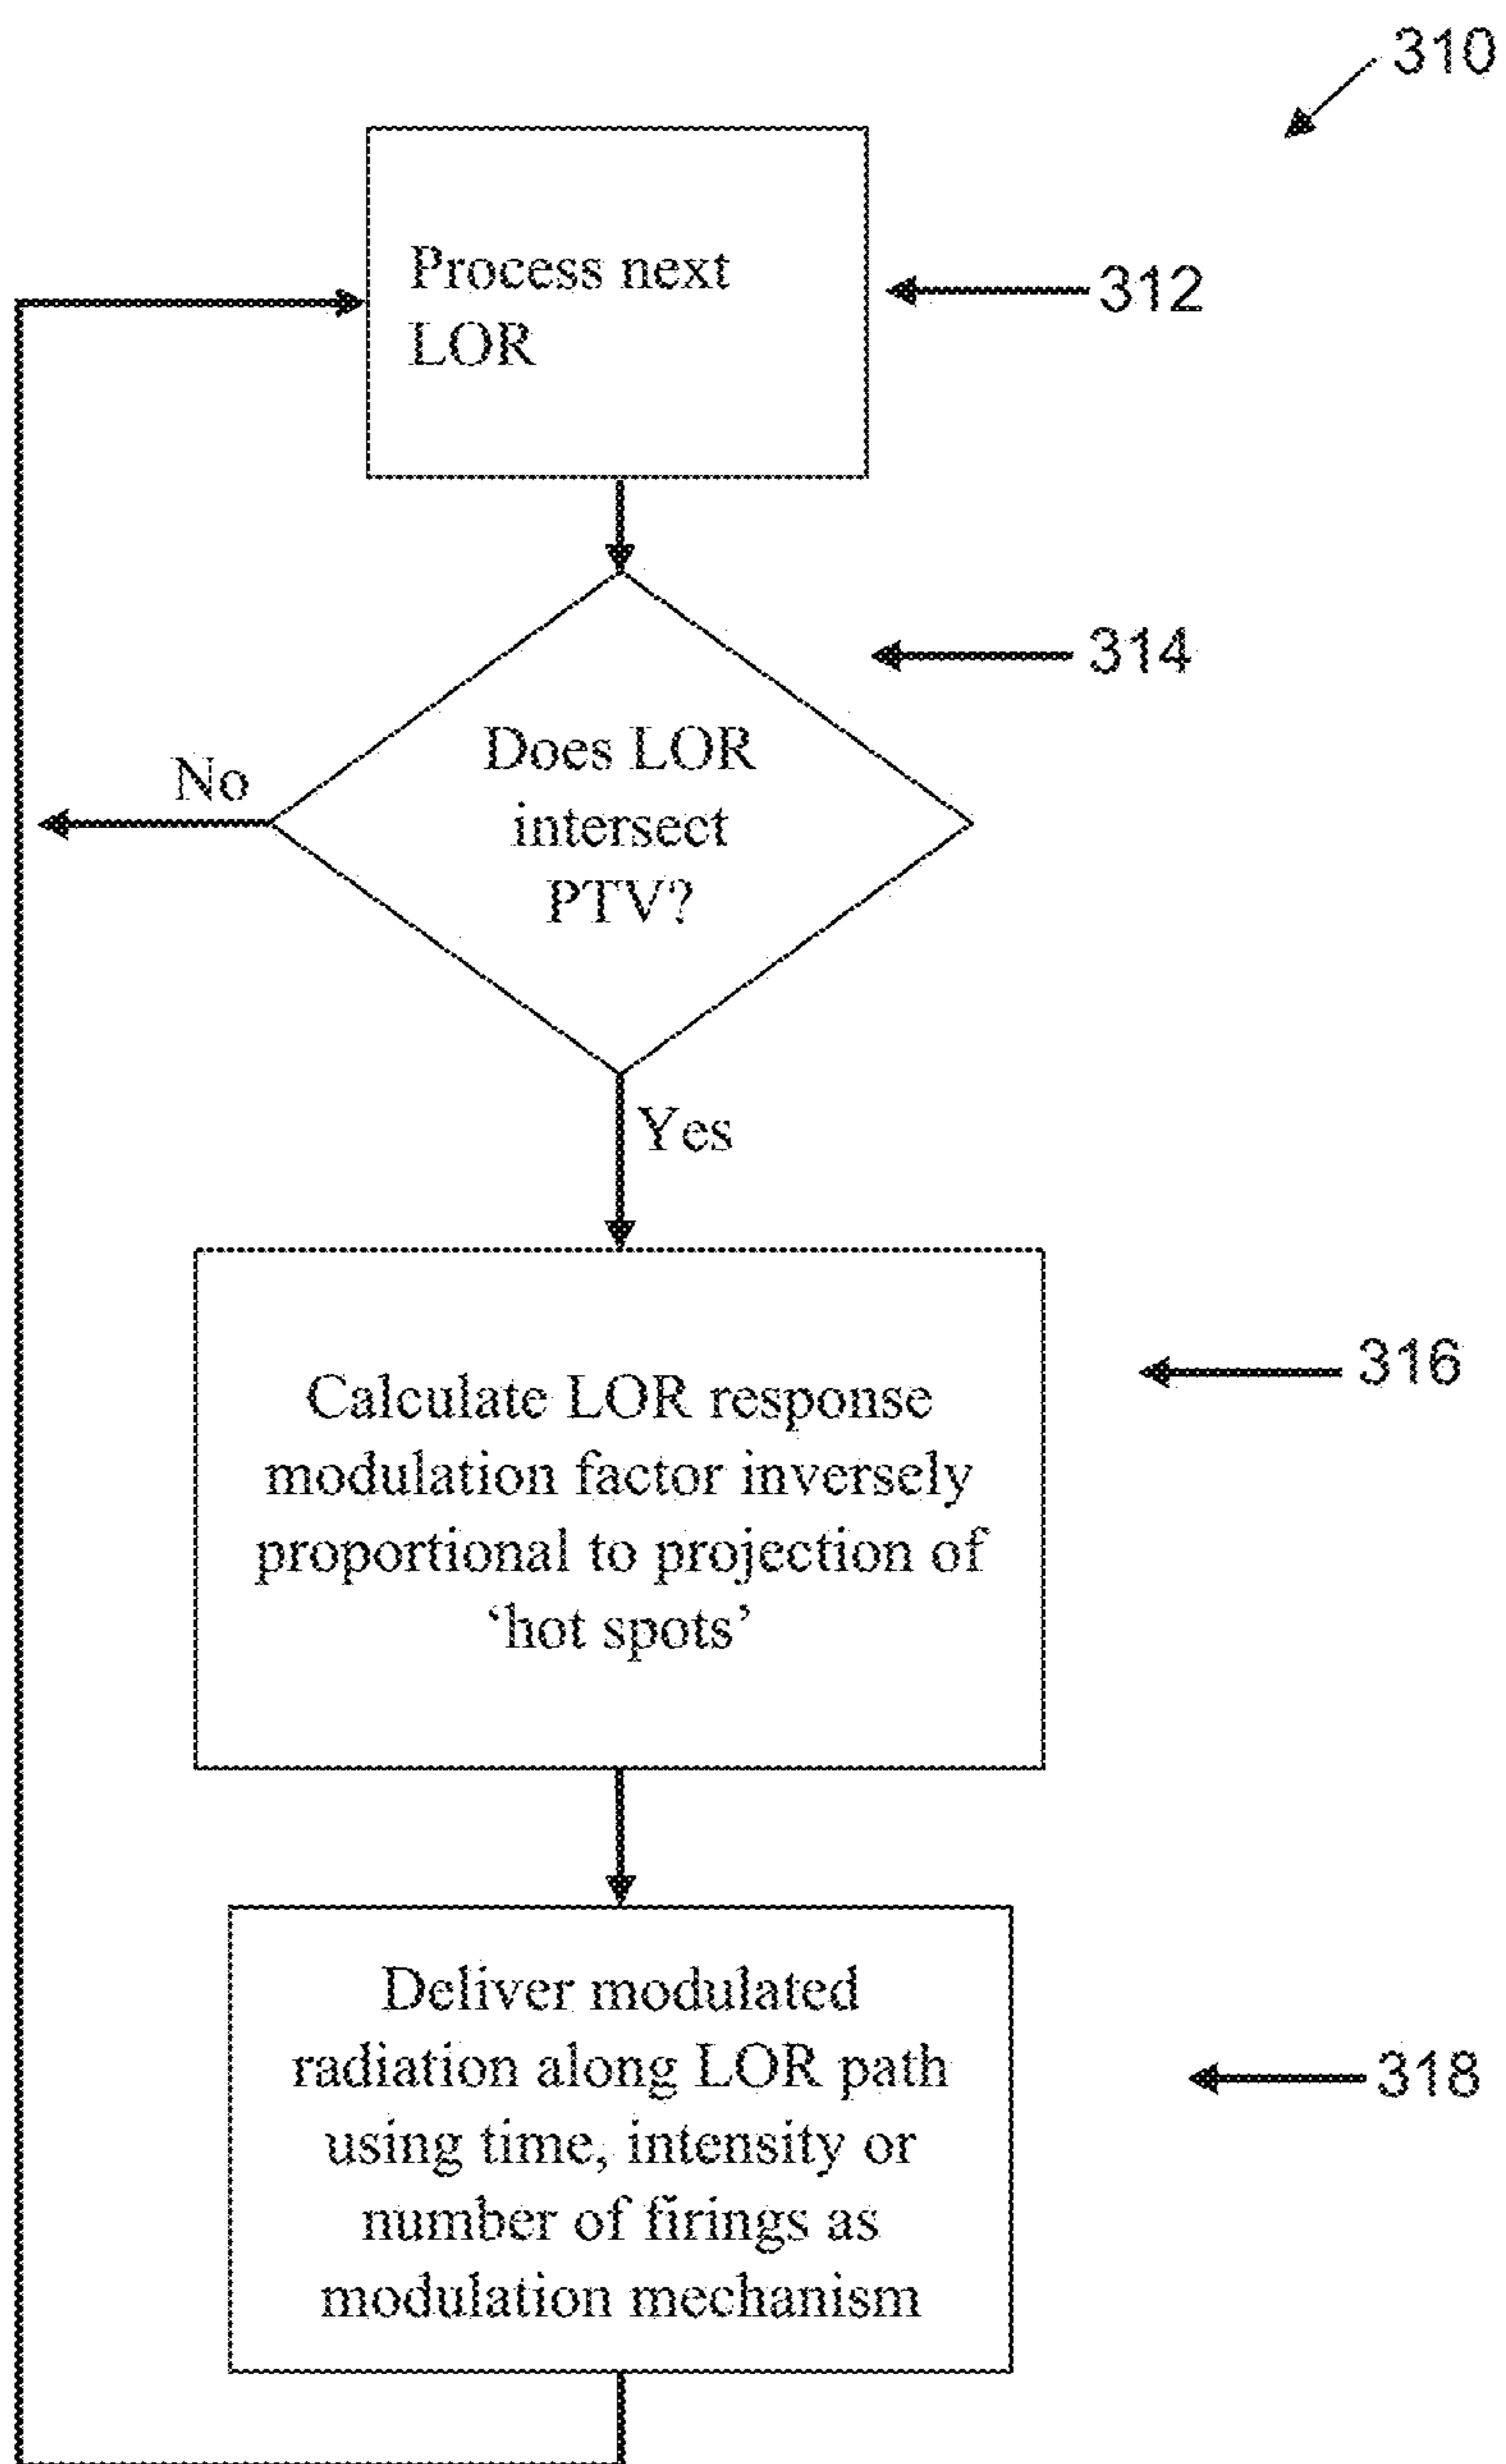 310
Process next
LOR
312
314
Does LOR
intersect
PTV?
No
Yes
Calculate LOR response
modulation factor inversely
proportional to projection of
‘hot spots’
316
Deliver modulated
radiation along LOR path
using time, intensity or
number of firings as
modulation mechanism
318